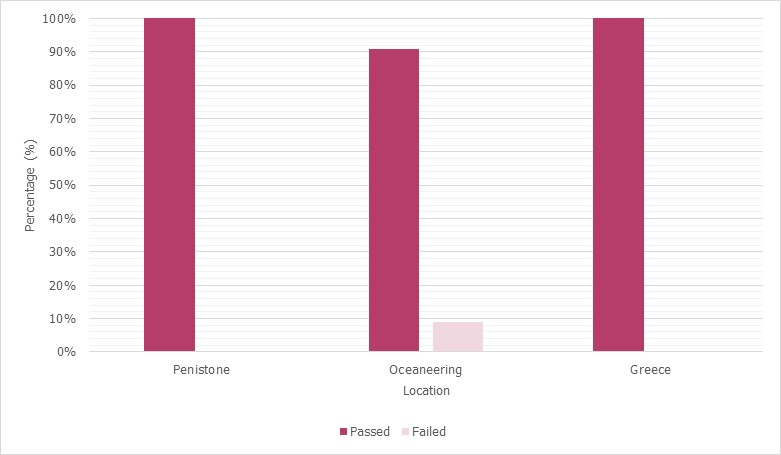 100%
90%
80%
70%
60%
50%
40%
30%
20%
10%
0%
Percentage (%)
Penistone
Oceaneering
Greece
Location
Passed
Failed